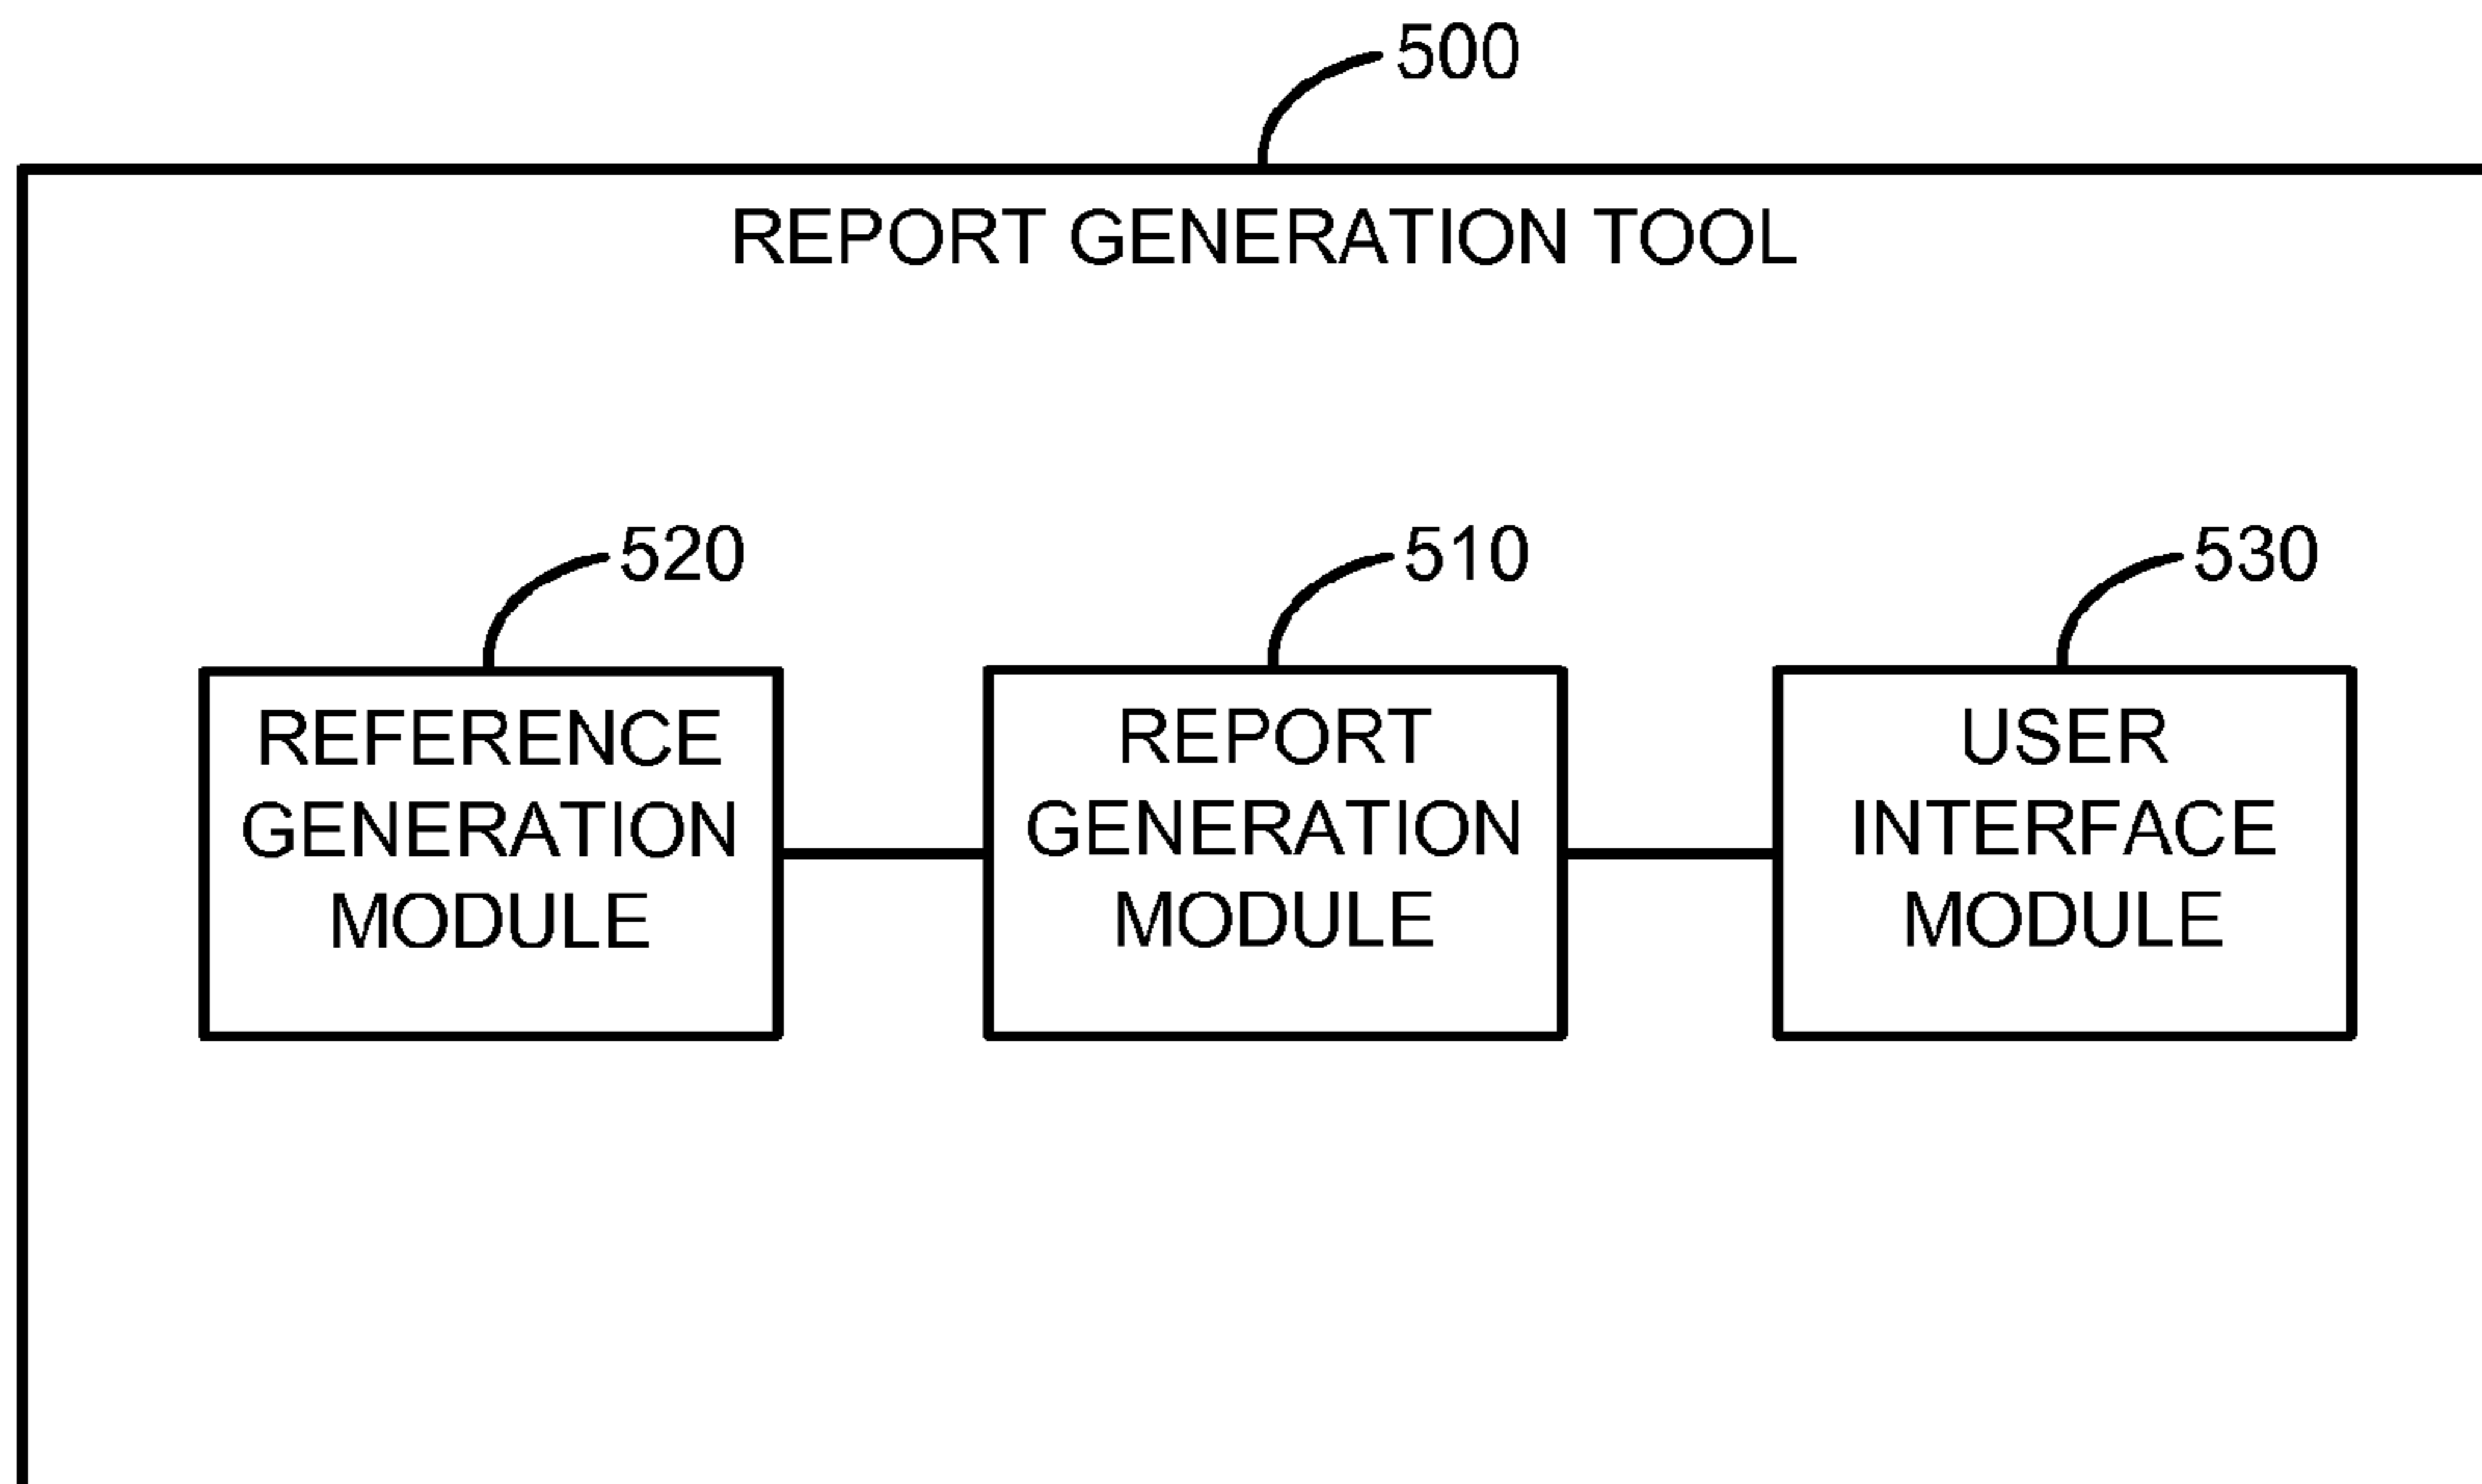 500
REPORT GENERATION TOOL
520
510
530
REFERENCE
GENERATION
MODULE
REPORT
GENERATION
MODULE
USER
INTERFACE
MODULE